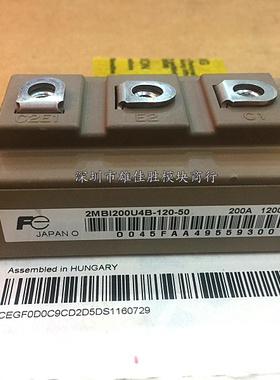 C2E1
E2
C1
深圳市雄佳胜模块商行
2MBI200U4B-120-50
200A
1200
Fe
JAPAN O
0045FAA49559300
Assembled in HUNGARY
CEGF0D0C9CD2D5DS1160729